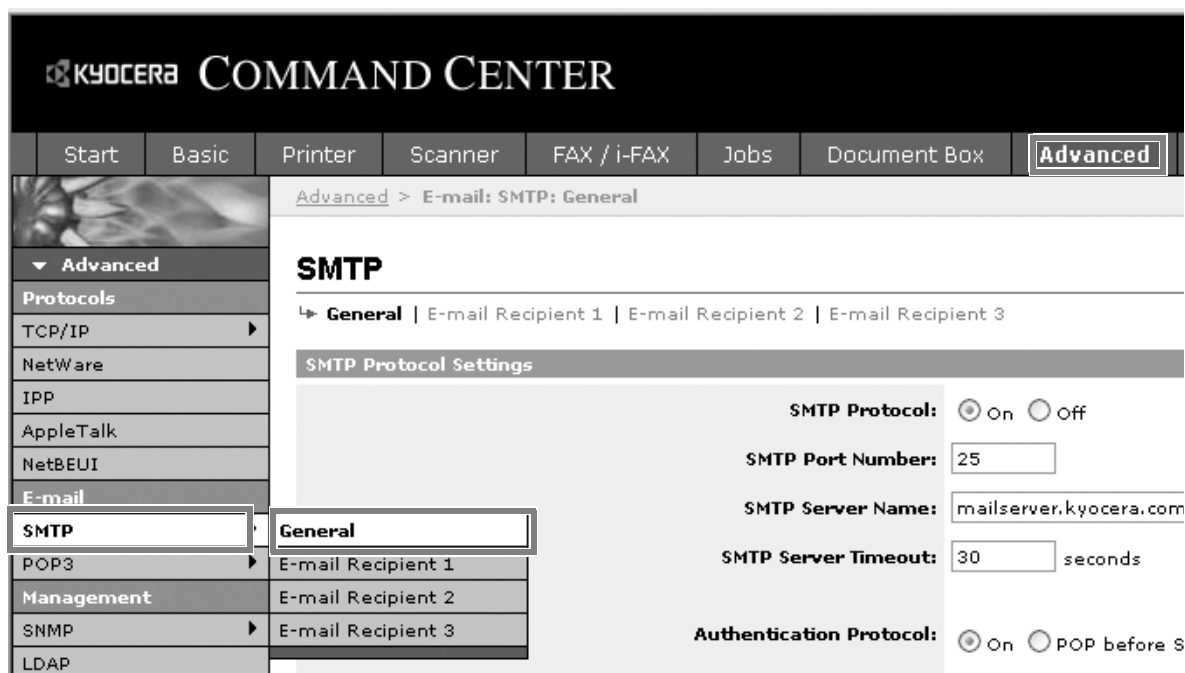 KYOCERA COMMAND CENTER
Start Basic Printer Scanner FAX / i-FAX Jobs Document Box Advanced
Advanced > E-mail: SMTP: General
Advanced
Protocols
TCP/IP
NetWare
IPP
AppleTalk
NetBEUI
E-mail
SMTP
POP3
Management
SNMP
LDAP
General
E-mail Recipient 1
E-mail Recipient 2
E-mail Recipient 3
SMTP
General | E-mail Recipient 1 | E-mail Recipient 2 | E-mail Recipient 3
SMTP Protocol Settings
SMTP Protocol: On Off
SMTP Port Number: 25
SMTP Server Name: mailserver.kyocera.com
SMTP Server Timeout: 30 seconds
Authentication Protocol: On POP before S